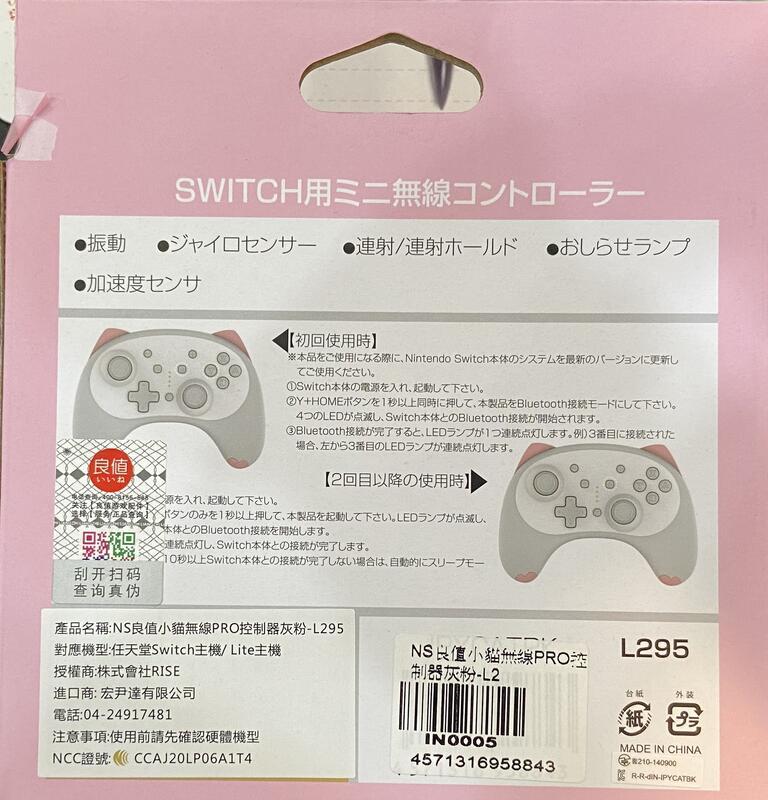 SWITCH用ミニ無線コントローラー
●振動 ●ジャイロセンサー ●連射/連射ホールド ●おしらせランプ
●加速度センサ
【初回使用時】
※本品をご使用になる際に、Nintendo Switch本体のシステムを最新のバージョンに更新し
てご使用ください。
①Switch本体の電源を入れ、起動して下さい。
②Y+HOMEボタンを1秒以上同時に押して、本製品をBluetooth接続モードにして下さい。
4つのLEDが点滅し、Switch本体とのBluetooth接続が開始されます。
③Bluetooth接続が完了すると、LEDランプが1つ連続点灯します。例)3番目に接続された
場合、左から3番目のLEDランプが連続点灯します。
【2回目以降の使用時】
源を入れ、起動して下さい。
ボタンのみを1秒以上押して、本製品を起動して下さい。LEDランプが点滅し、
本体とのBluetooth接続を開始します。
連続点灯し、Switch本体との接続が完了します。
10秒以上Switch本体との接続が完了しない場合は、自動的にスリープモー
良值
いいね
关注【良值游戏配件】
选择【服务/正品查询】
刮开扫码
查询真伪
產品名稱:NS良值小貓無線PRO控制器灰粉-L295
對應機型:任天堂Switch主機/ Lite主機
授權商:株式會社RISE
進口商: 宏尹達有限公司
電話:04-24917481
注意事項:使用前請先確認硬體機型
NCC證號: CCAJ20LP06A1T4
NS良值小貓無線PRO控
制器灰粉-L2
IN0005
4571316958843
L295
台紙 外装
紙 プラ
MADE IN CHINA
210-140900
R-R-dIN-IPYCATBK